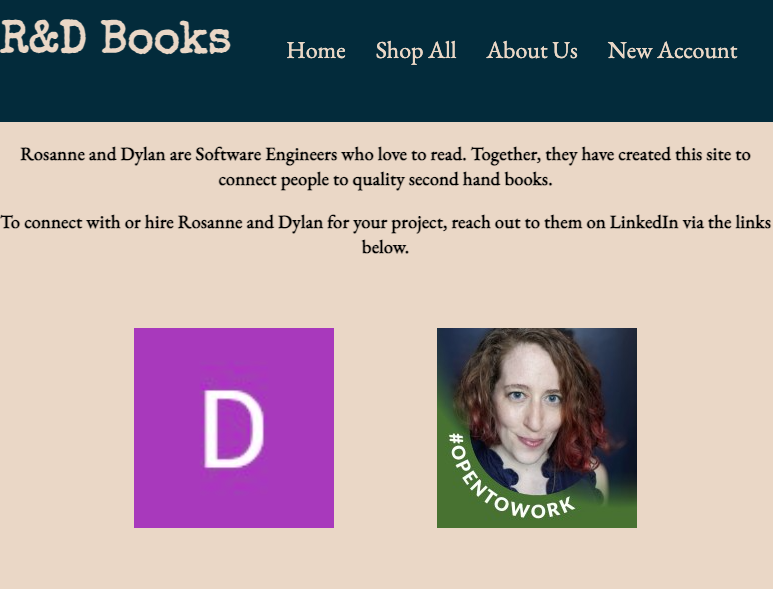 R&D Books
Home Shop All About Us New Account
Rosanne and Dylan are Software Engineers who love to read. Together, they have created this site to
connect people to quality second hand books.
To connect with or hire Rosanne and Dylan for your project, reach out to them on LinkedIn via the links
below.
D
#OPENTOWORK